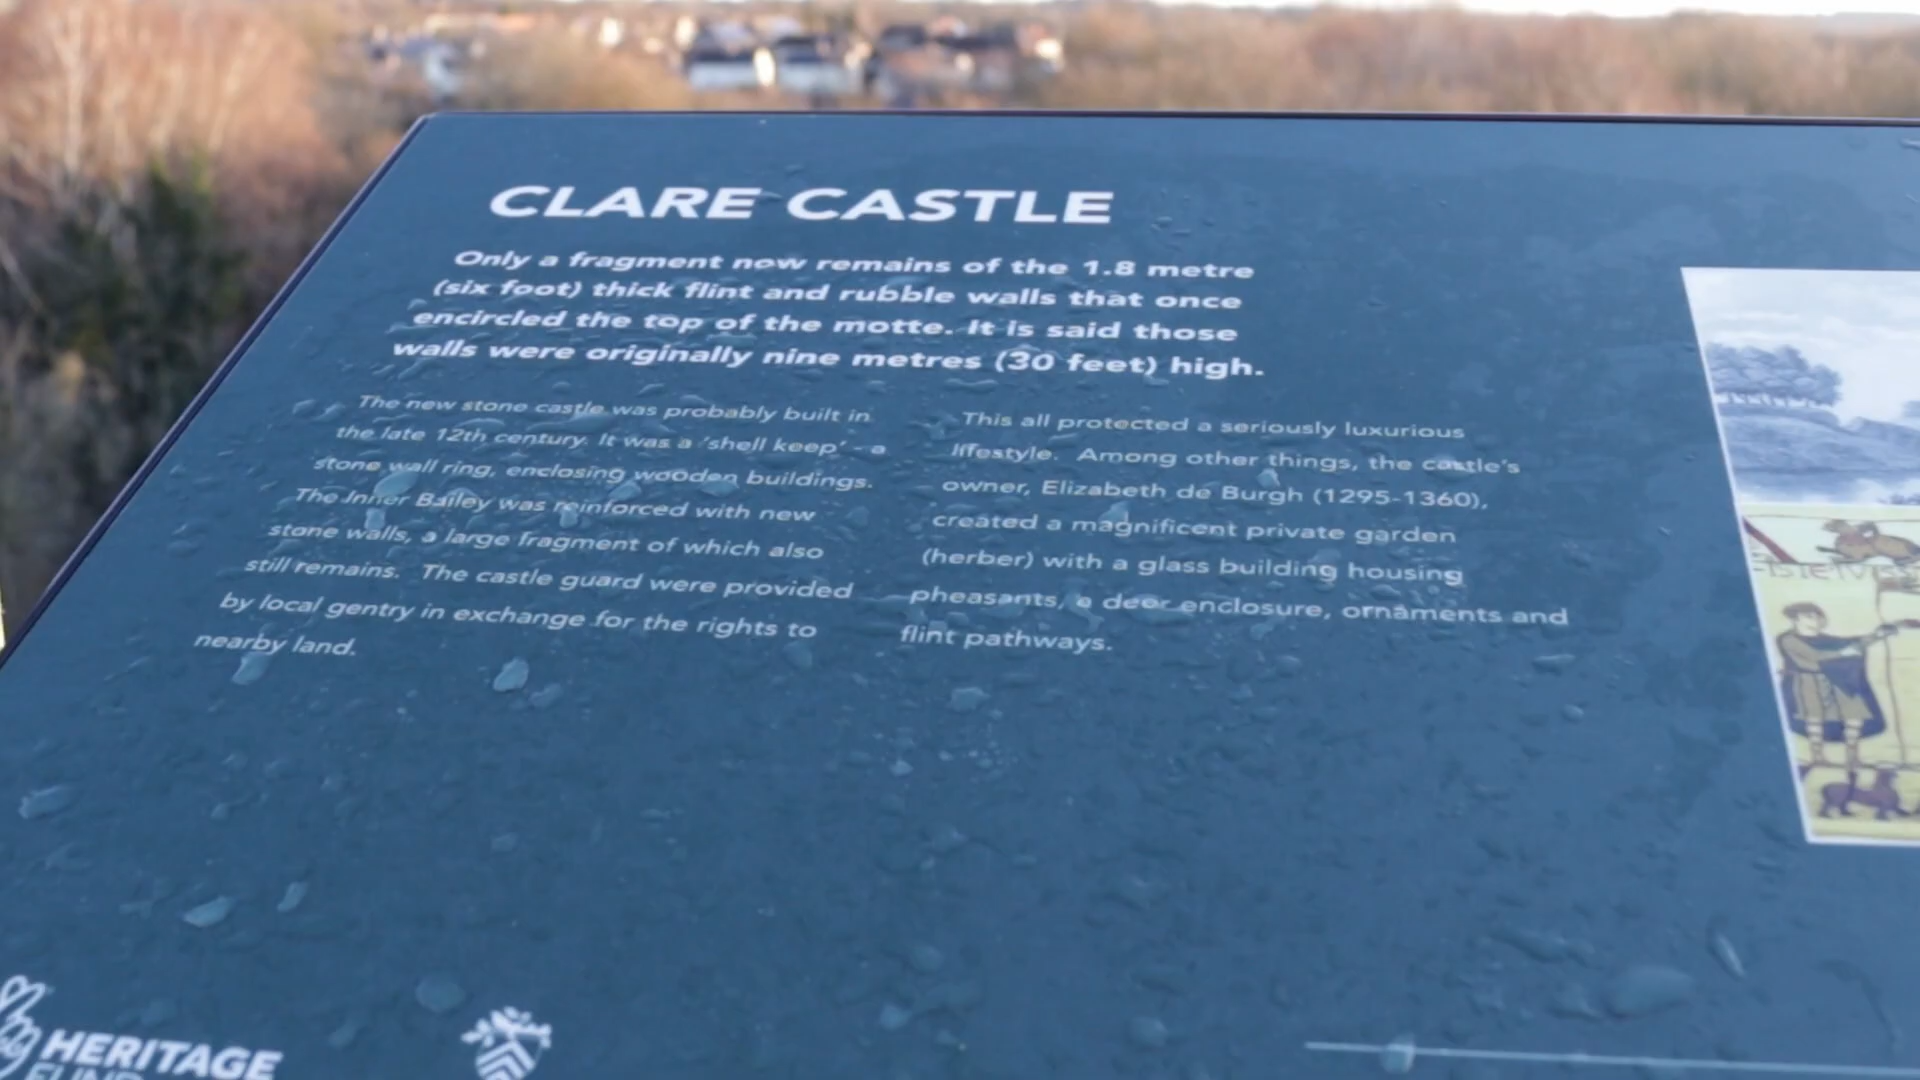 CLARE CASTLE
Only a fragment now remains of the 1.8 metre
(six foot) thick flint and rubble walls that once
encircled the top of the motte. It is said those
walls were originally nine metres (30 feet) high.
The new stone castle was probably built in
the late 12th century. It was a 'shell keep' - a
stone wall ring, enclosing wooden buildings.
The Inner Bailey was reinforced with new
stone walls, a large fragment of which also
still remains. The castle guard were provided
by local gentry in exchange for the rights to
nearby land.
This all protected a seriously luxurious
lifestyle. Among other things, the castle's
owner, Elizabeth de Burgh (1295-1360),
created a magnificent private garden
(herber) with a glass building housing
pheasants, a deer enclosure, ornaments and
flint pathways.
HERITAGE
FUND